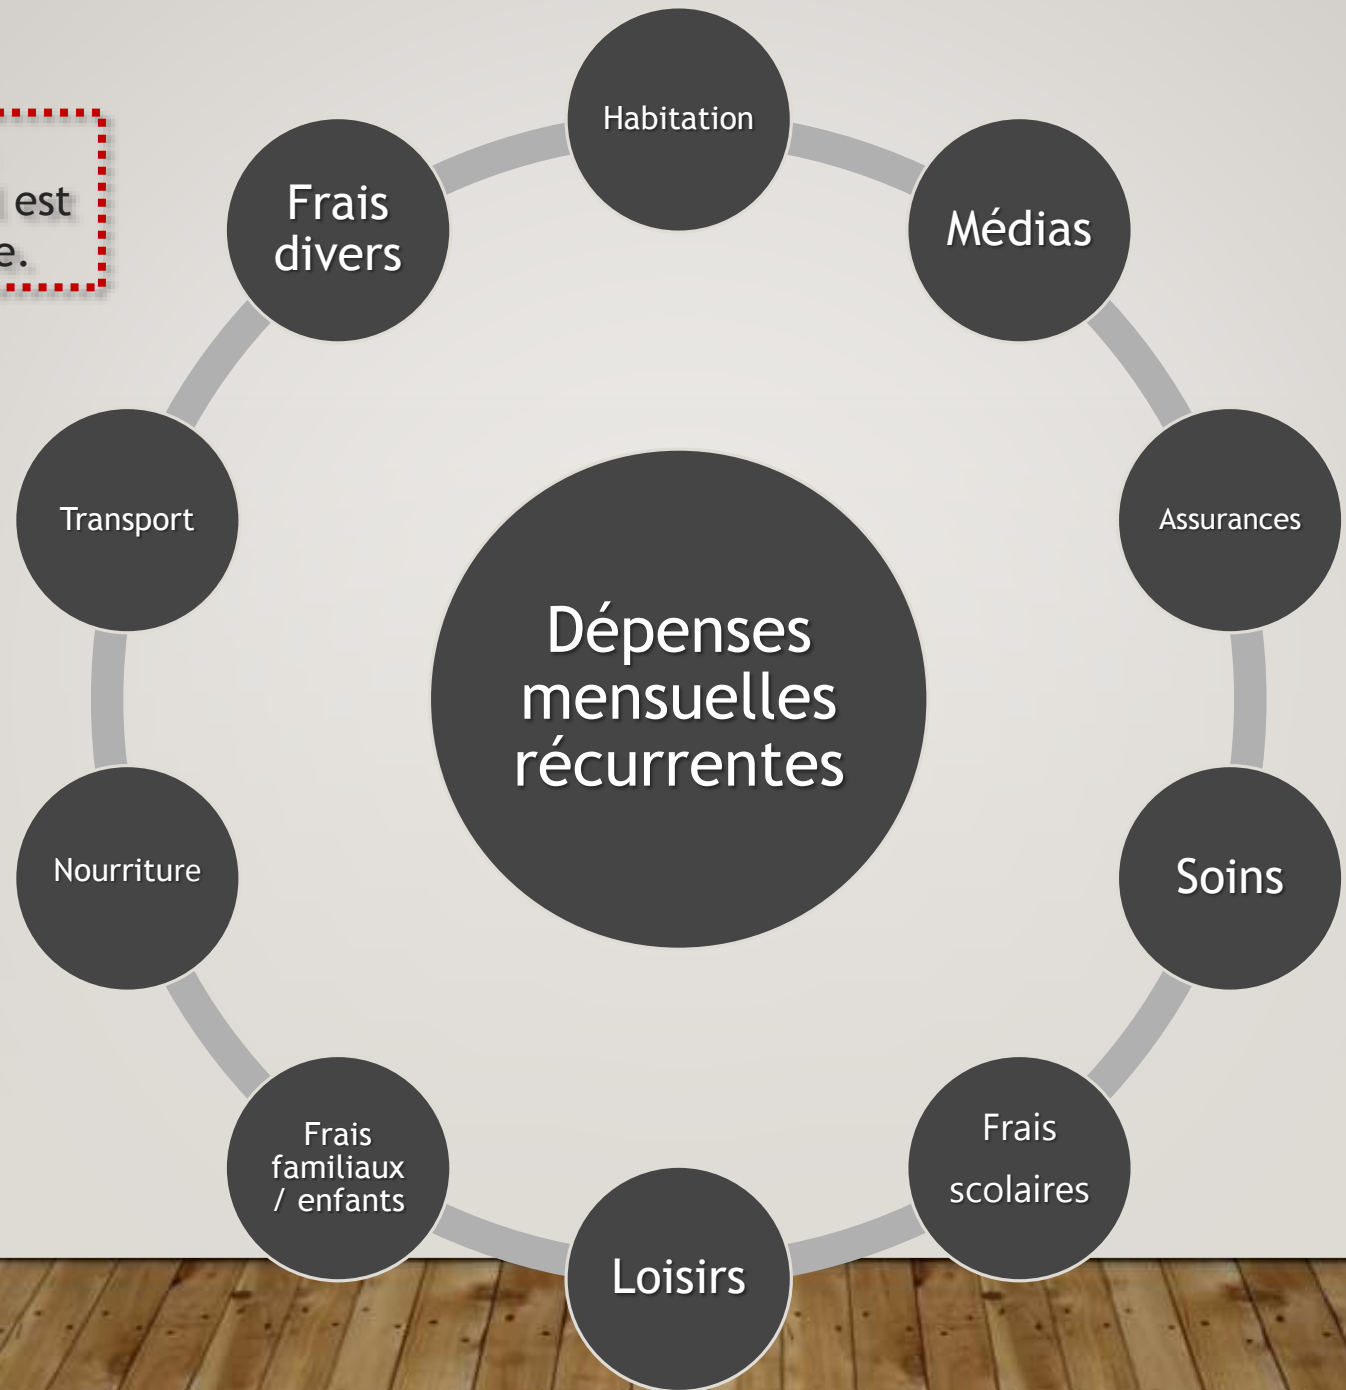 est
e.
Habitation
Médias
Assurances
Soins
Frais
scolaires
Loisirs
Frais
familiaux
/ enfants
Nourriture
Transport
Frais
divers
Dépenses
mensuelles
récurrentes